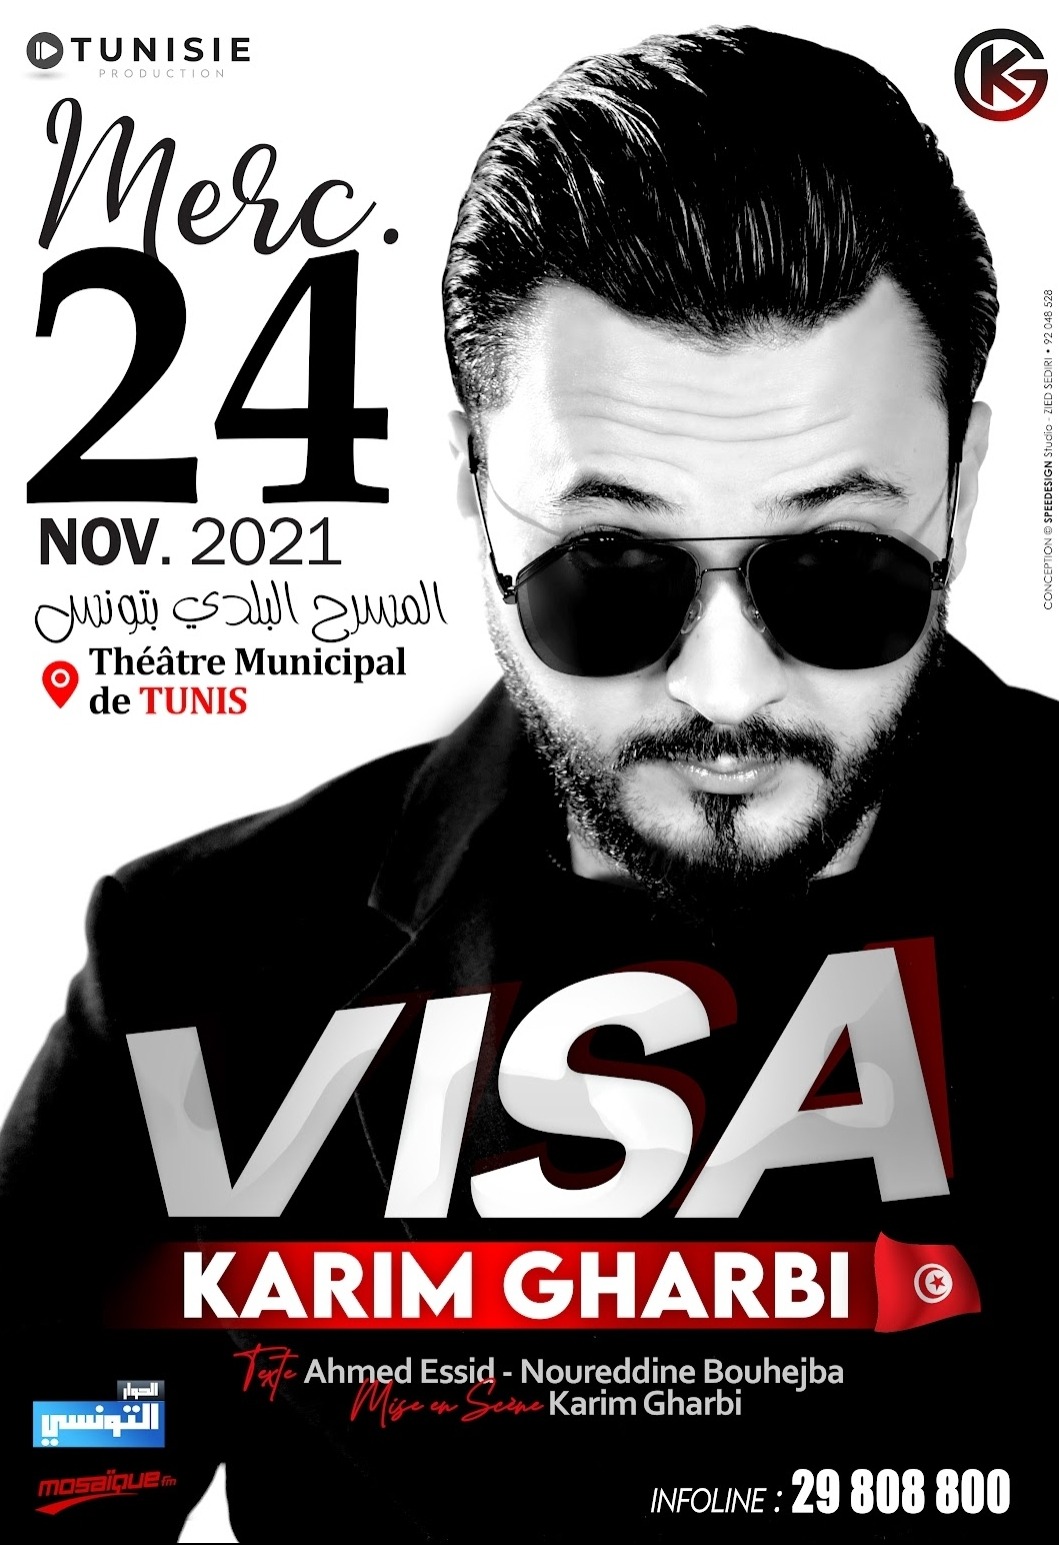 TUNISIE
PRODUCTION
KG
Merc.
24
NOV. 2021
المسرح البلدي بتونس
Théâtre Municipal
de TUNIS
CONCEPTION © SPEEDESIGN Studio - ZIED SEDIRI • 92 048 528
VISA
KARIM GHARBI
Texte Ahmed Essid - Noureddine Bouhejba
Mise en Scène Karim Gharbi
الحوار
التونسي
mosaïque fm
INFOLINE : 29 808 800